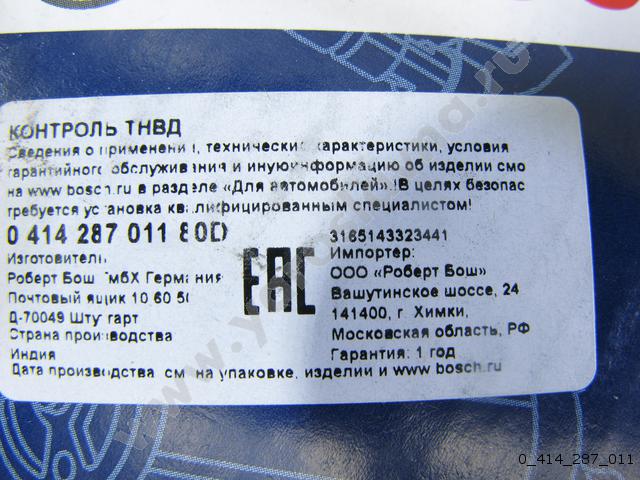 КОНТРОЛЬ ТНВД
Сведения о применении, технические характеристики, условия
гарантийного обслуживания и иную информацию об изделии смо
на www.bosch.ru в разделе «Для автомобилей».!В целях безопас
требуется установка квалифицированным специалистом!
0 414 287 011 80D
3165143323441
Изготовитель
Импортер:
Роберт Бош ГмбХ Германия
ООО «Роберт Бош»
Почтовый ящик 10 60 50
Вашутинское шоссе, 24
Д-70049 Штутгарт
141400, г. Химки,
Страна производства
Московская область, РФ
Индия
Гарантия: 1 год
Дата производства см. на упаковке, изделии и www.bosch.ru
EAC
0_414_287_011